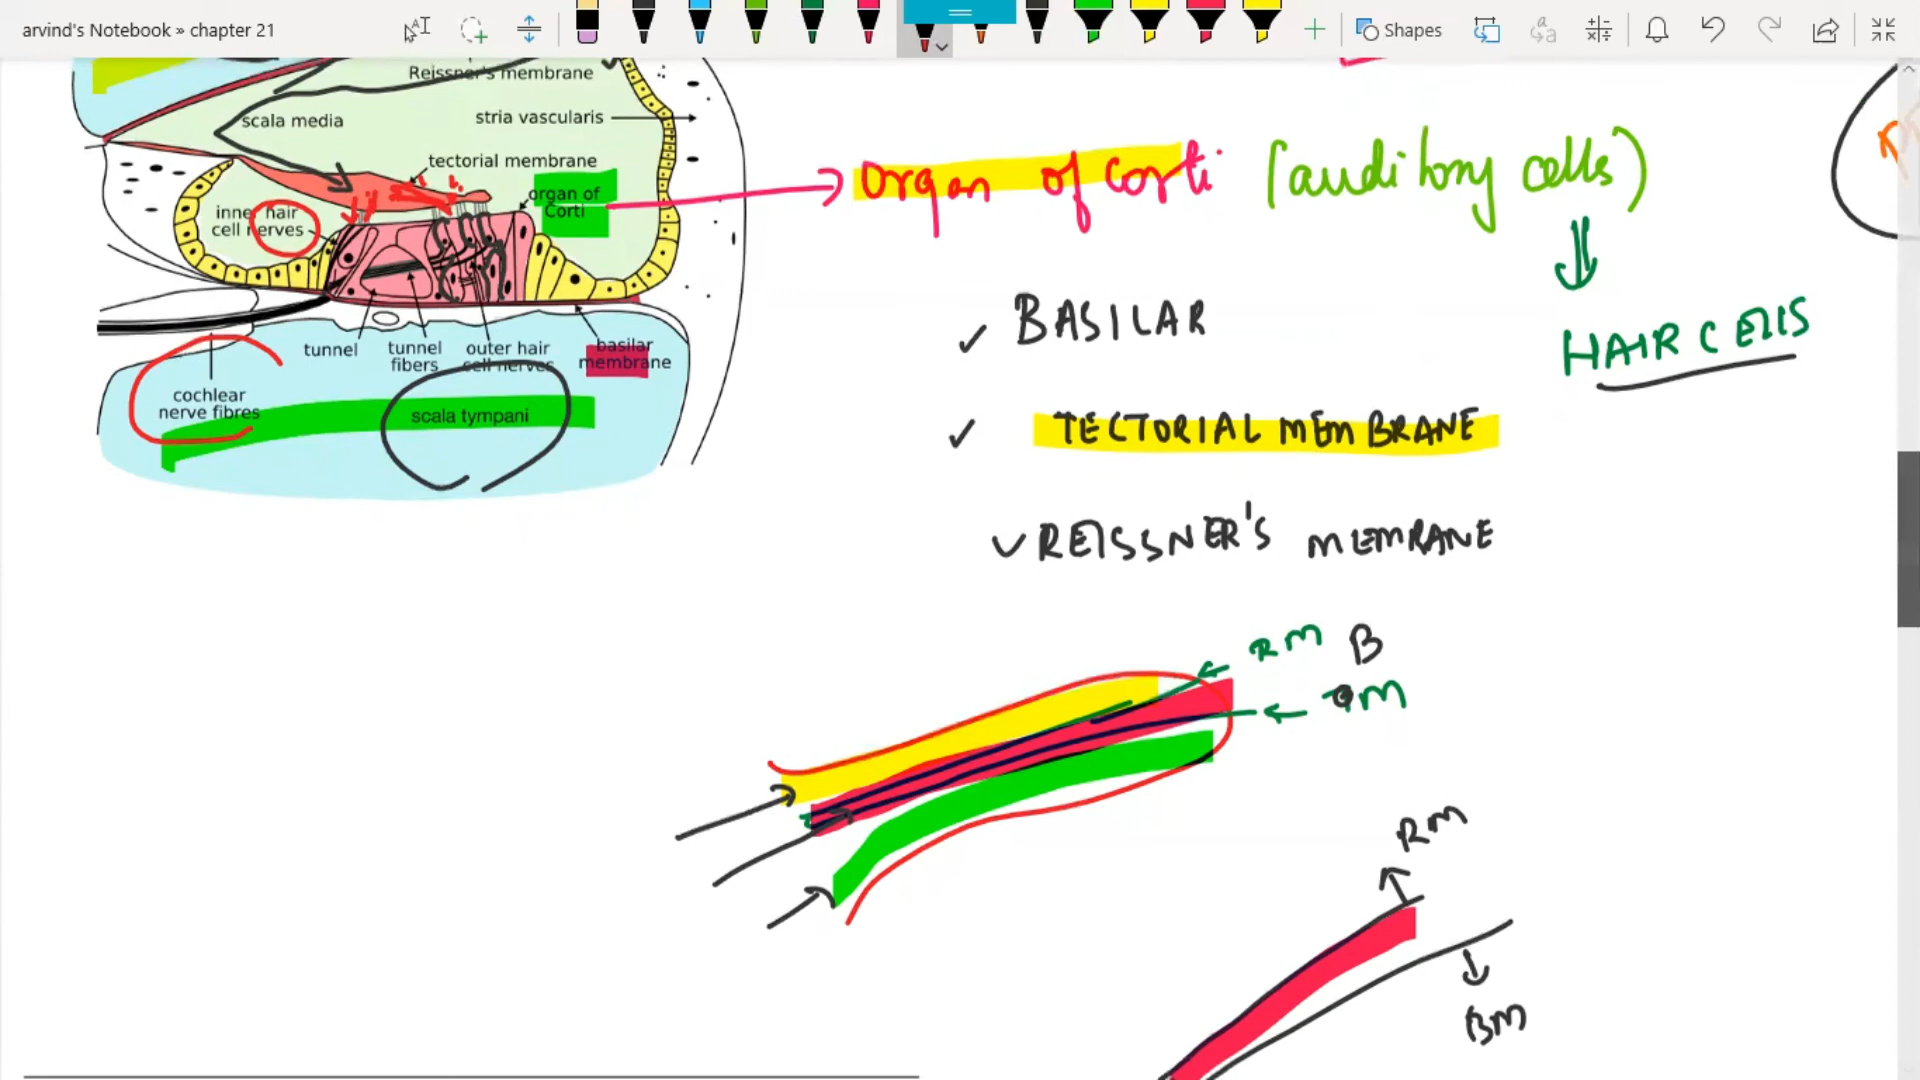 arvind's Notebook » chapter 21
Shapes
Reissner's membrane
scala media
stria vascularis
tectorial membrane
organ of
Corti
inner hair
cell nerves
tunnel
tunnel
fibers
outer hair
cell nerves
basilar
membrane
cochlear
nerve fibres
scala tympani
Organ of Corti (auditory cells)
HAIR CELLS
BASILAR
TECTORIAL MEMBRANE
REISSNER'S MEMRANE
RM B
RM
BM